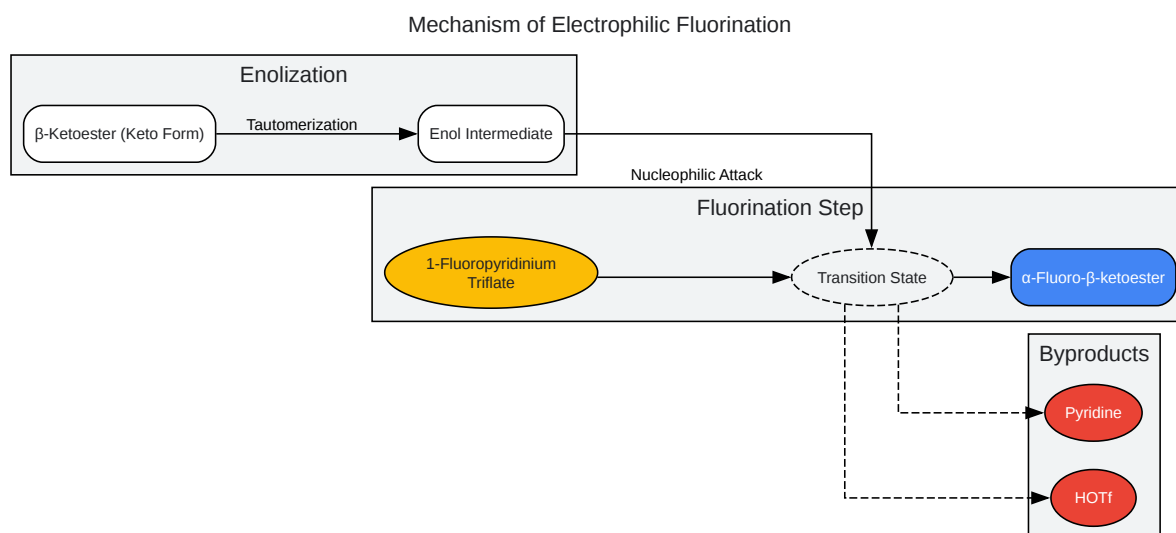 Mechanism of Electrophilic Fluorination
Enolization
β-Ketoester (Keto Form)
Tautomerization
Enol Intermediate
Nucleophilic Attack
Fluorination Step
1-Fluoropyridinium
Triflate
Transition State
α-Fluoro-β-ketoester
Byproducts
Pyridine
HOTf